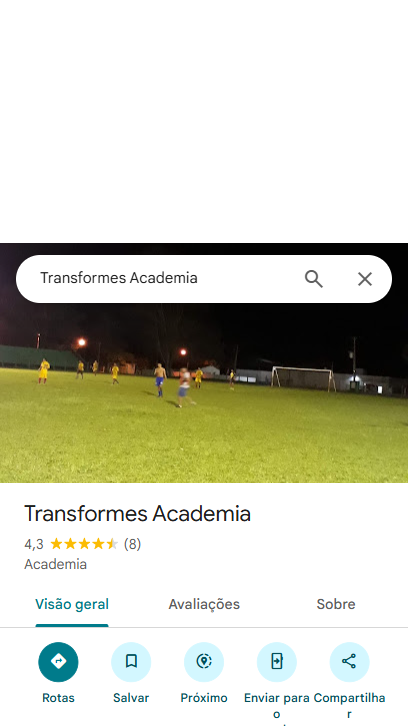 Transformes Academia
Transformes Academia
4,3 (8)
Academia
Visão geral Avaliações Sobre
Rotas Salvar Próximo Enviar para o Compartilhar